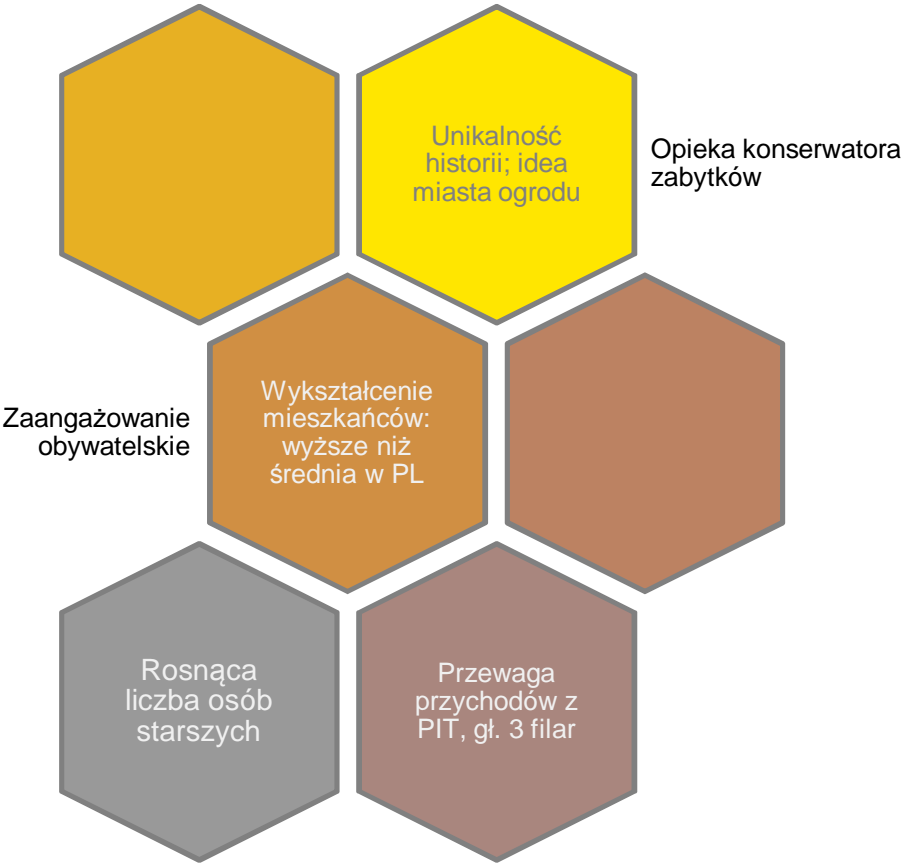 Unikalność
historii; idea
miasta ogrodu
Opieka konserwatora
zabytków
Zaangażowanie
obywatelskie
Wykształcenie
mieszkańców:
wyższe niż
średnia w PL
Rosnąca
liczba osób
starszych
Przewaga
przychodów z
PIT, gł. 3 filar